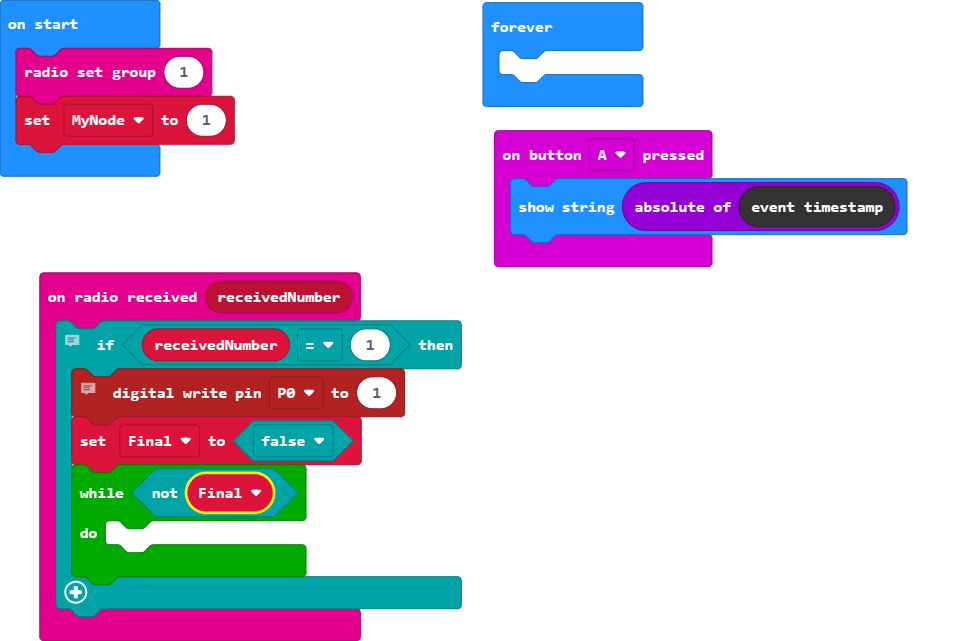 on start
radio set group 1
set MyNode to 1
forever
on button A pressed
show string absolute of event timestamp
on radio received receivedNumber
if receivedNumber = 1 then
digital write pin P0 to 1
set Final to false
while not Final
do